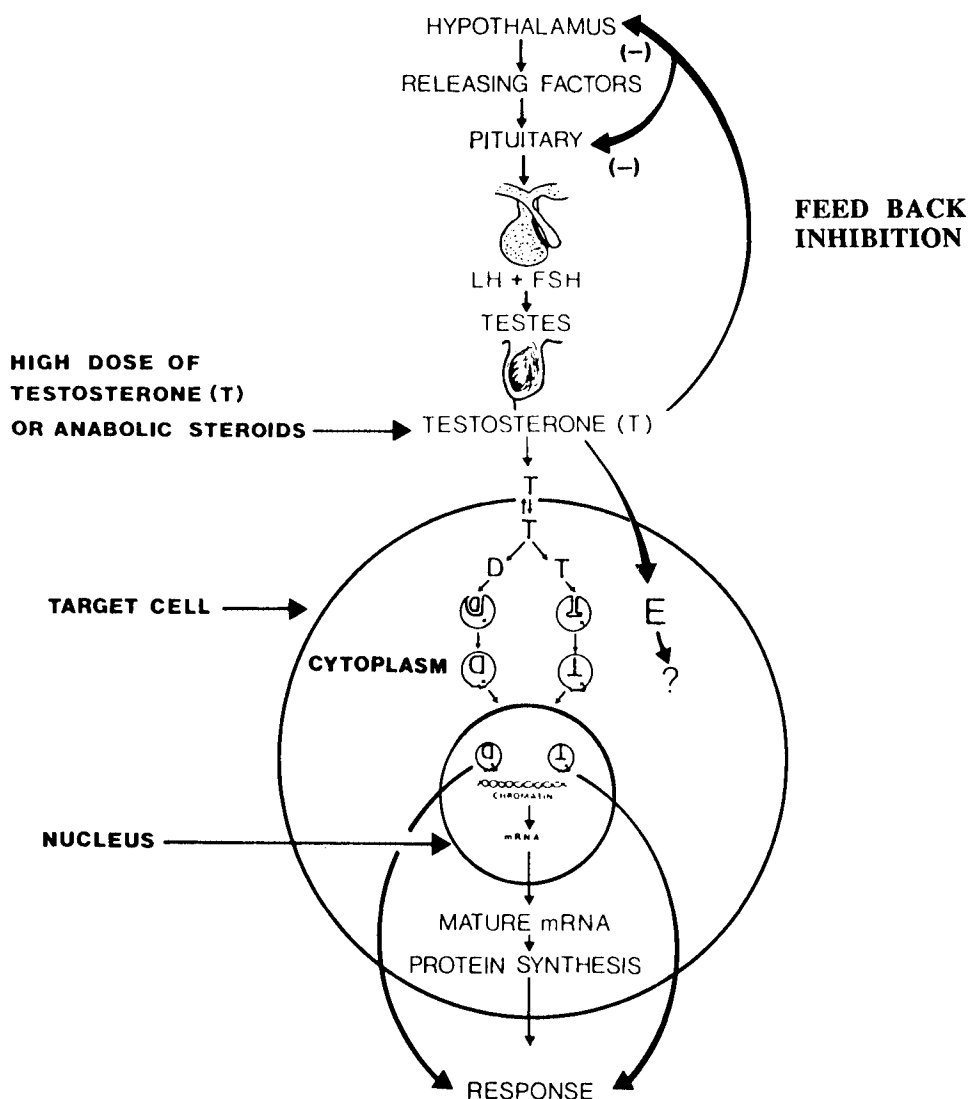 HYPOTHALAMUS
(−)
RELEASING FACTORS
PITUITARY
(−)
FEED BACK
INHIBITION
LH + FSH
TESTES
HIGH DOSE OF
TESTOSTERONE (T)
OR ANABOLIC STEROIDS
TESTOSTERONE (T)
T
T
D T
D T
TARGET CELL
E
CYTOPLASM
D T
?
D T
CHROMATIN
mRNA
NUCLEUS
MATURE mRNA
PROTEIN SYNTHESIS
RESPONSE